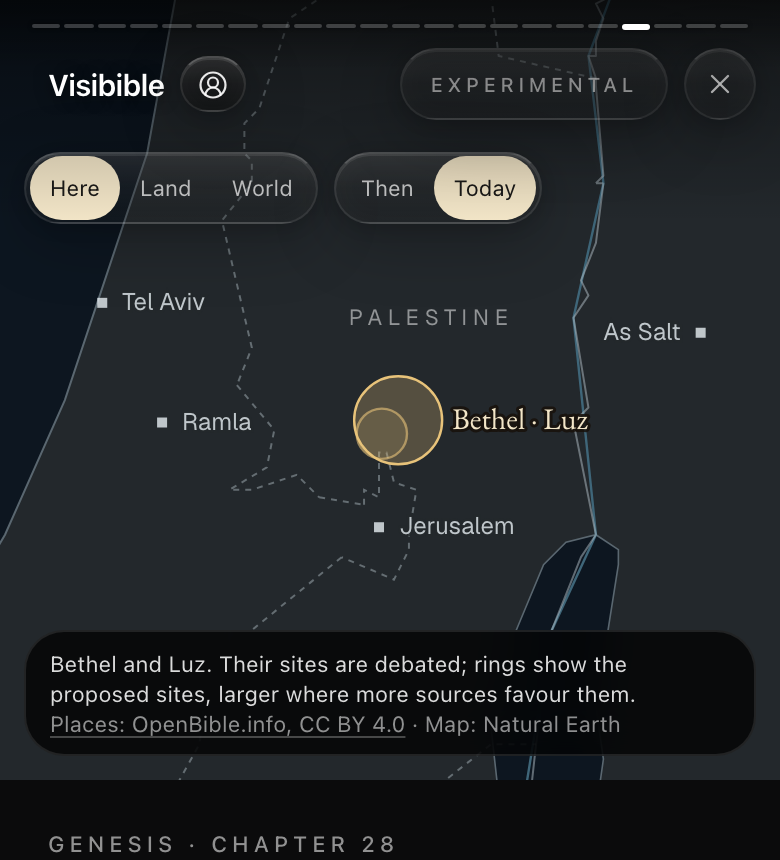 Visibible
EXPERIMENTAL
Here Land World Then Today
Tel Aviv
PALESTINE
As Salt
Ramla
Bethel · Luz
Jerusalem
Bethel and Luz. Their sites are debated; rings show the
proposed sites, larger where more sources favour them.
Places: OpenBible.info, CC BY 4.0 · Map: Natural Earth
GENESIS · CHAPTER 28